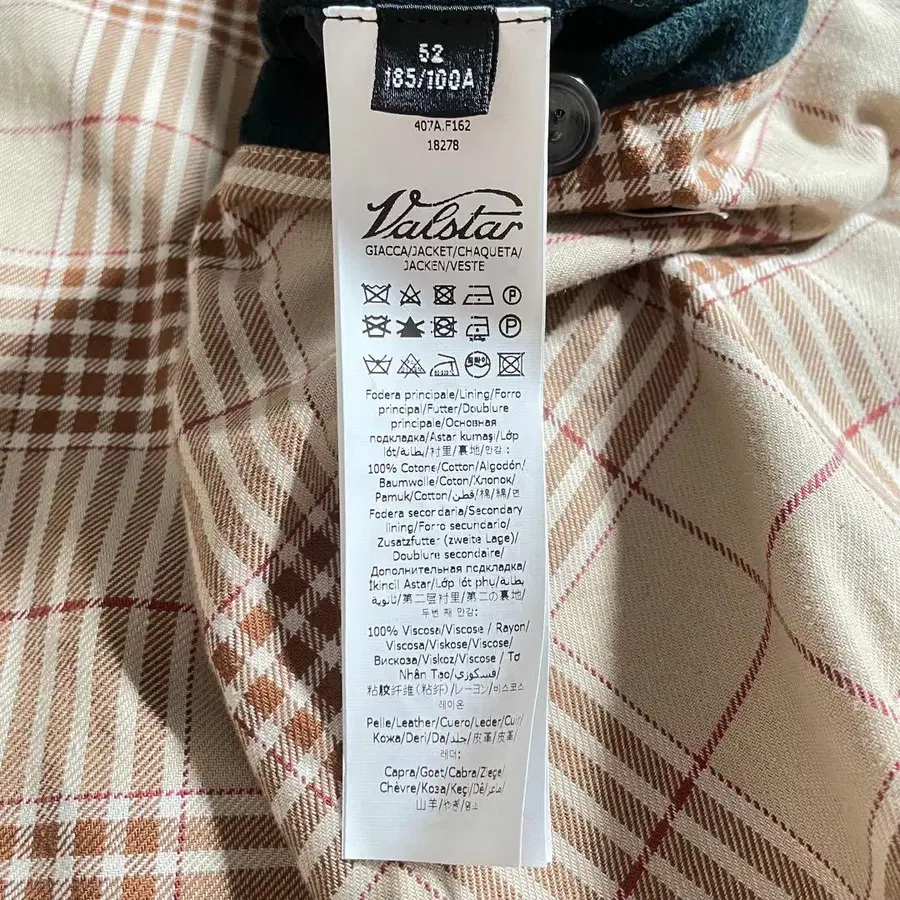 52
185/100A
407A.F162
18278
Valstar
GIACCA/JACKET/CHAQUETA/
JACKEN/VESTE
Fodera principale/Lining/Forro
principal/Futter/Doublure
principale/Основная
подкладка/Astar kumaşı/Lớp
lót/بطانة/衬里/裏地/안감 :
100% Cotone/Cotton/Algodón/
Baumwolle/Coton/Хлопок/
Pamuk/Cotton/قطن/棉/綿/면
Fodera secondaria/Secondary
lining/Forro secundario/
Zusatzfutter (zweite Lage)/
Doublure secondaire/
Дополнительная подкладка/
Ikincil Astar/Lớp lót phụ/بطانة
ثانوية/第二层衬里/第二の裏地/
두번 째 안감:
100% Viscosa/Viscose / Rayon/
Viscosa/Viskose/Viscose/
Вискоза/Viskoz/Viscose / Tơ
Nhân Tạo/فسكوزي/
粘胶纤维(粘纤)/レーヨン/비스코스
레이온
Pelle/Leather/Cuero/Leder/Cuir/
Кожа/Deri/Da/جلد/皮革/皮革/
레더:
Capra/Goat/Cabra/Ziege/
Chèvre/Коза/Keçi/Dê/ماعز/
山羊/やぎ/염소